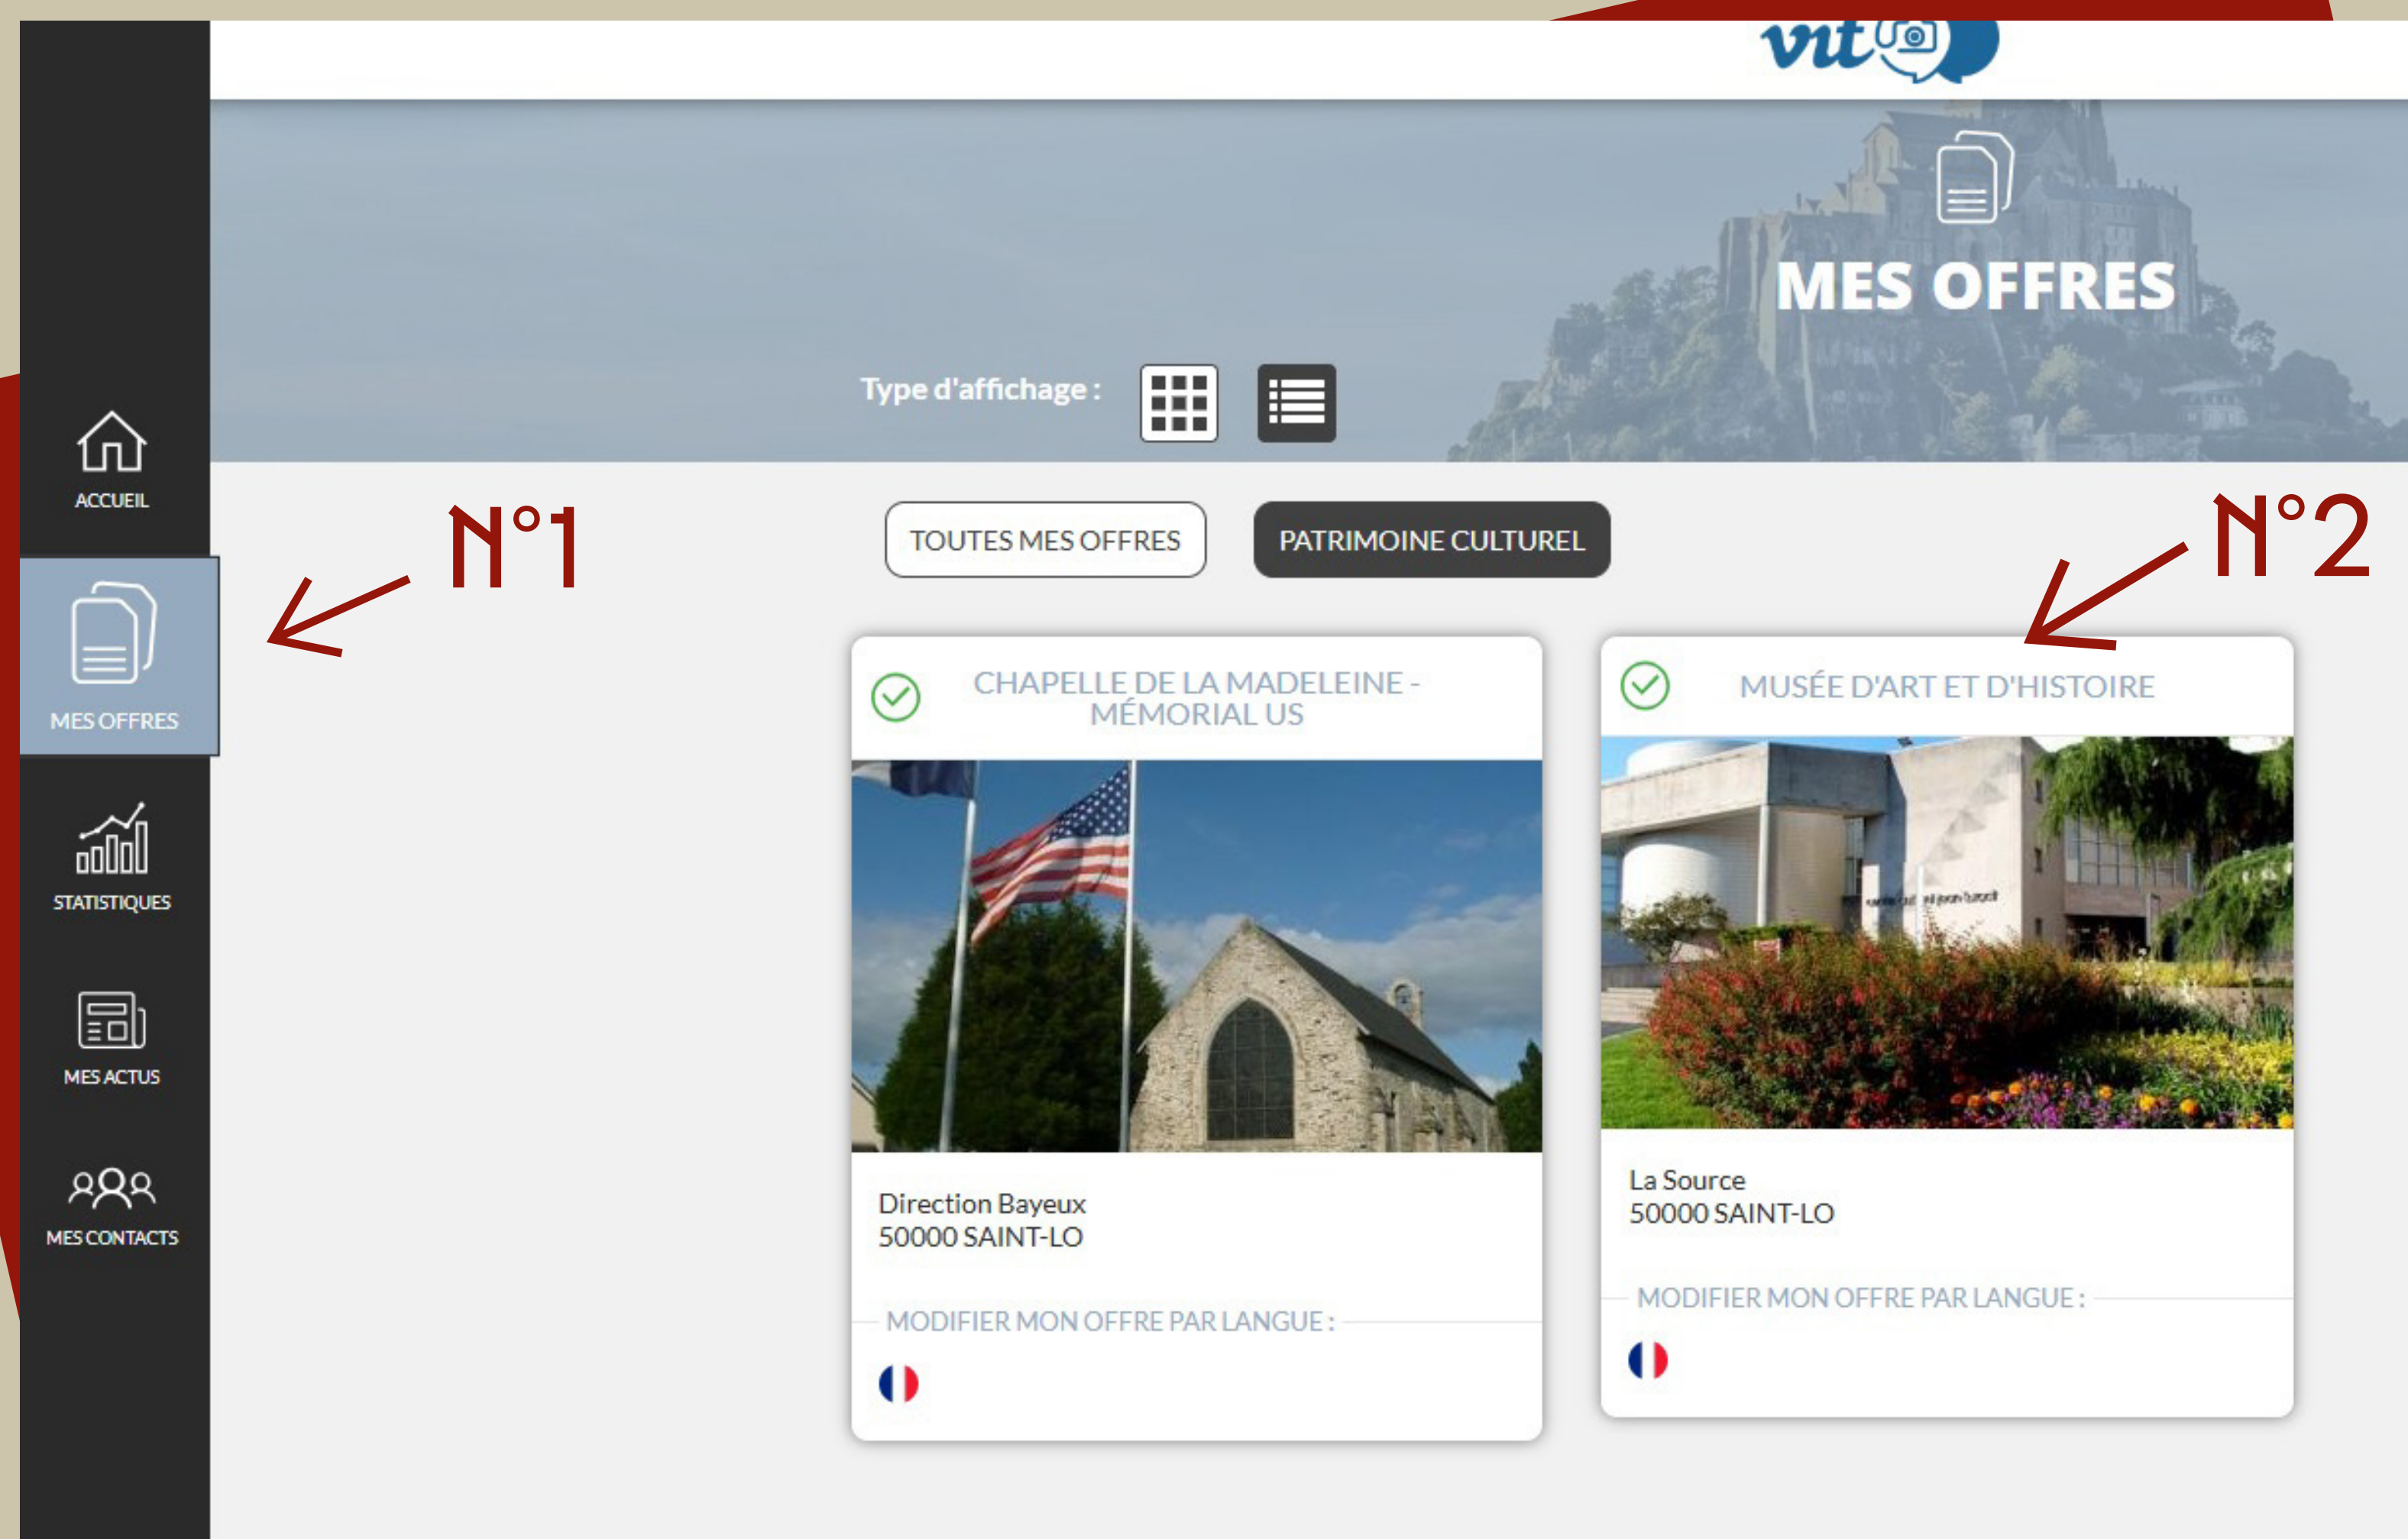 vit
MES OFFRES
Type d'affichage :
ACCUEIL
N°1
TOUTES MES OFFRES
PATRIMOINE CULTUREL
N°2
MES OFFRES
CHAPELLE DE LA MADELEINE -
MÉMORIAL US
MUSÉE D'ART ET D'HISTOIRE
STATISTIQUES
MES ACTUS
MES CONTACTS
Direction Bayeux
50000 SAINT-LO
La Source
50000 SAINT-LO
MODIFIER MON OFFRE PAR LANGUE :
MODIFIER MON OFFRE PAR LANGUE :